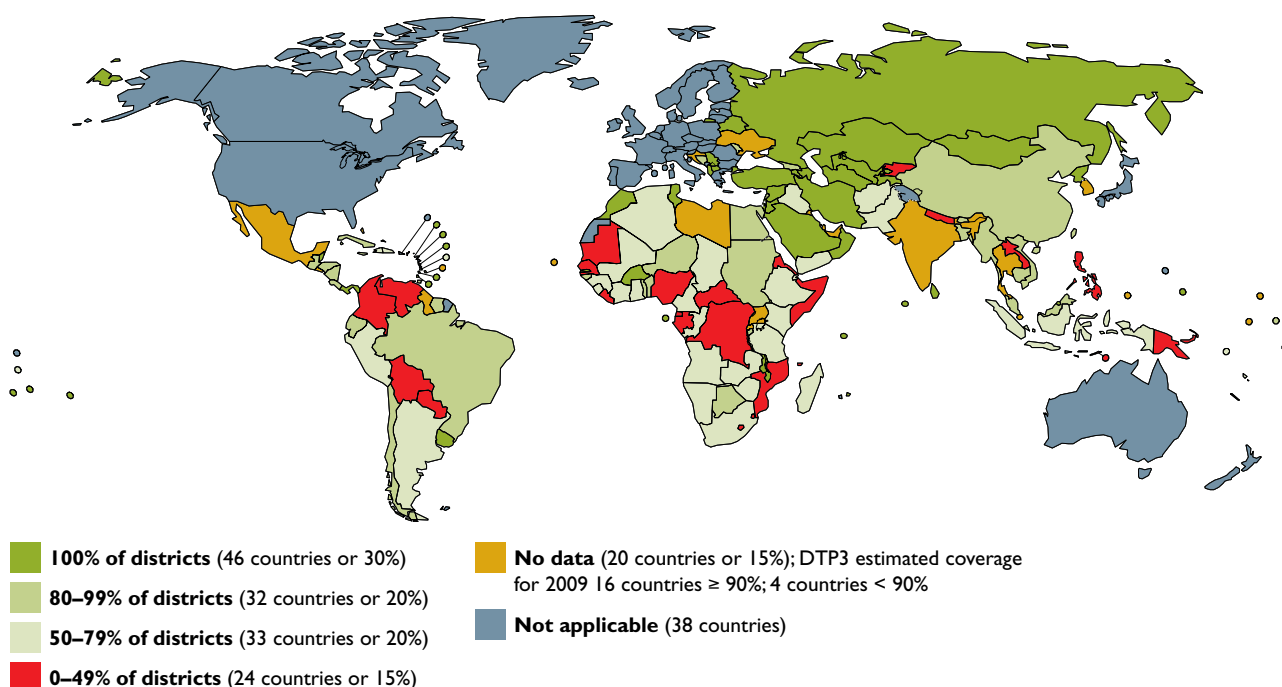 100% of districts (46 countries or 30%)
80–99% of districts (32 countries or 20%)
50–79% of districts (33 countries or 20%)
0–49% of districts (24 countries or 15%)
No data (20 countries or 15%); DTP3 estimated coverage
for 2009 16 countries ≥ 90%; 4 countries < 90%
Not applicable (38 countries)